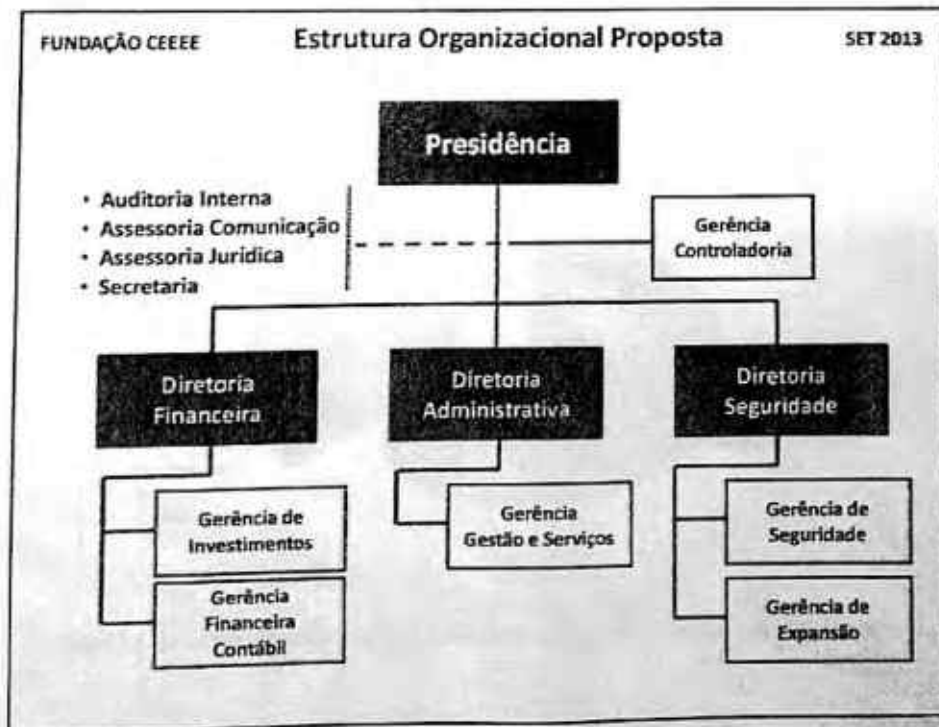 FUNDAÇÃO CEEEE
Estrutura Organizacional Proposta
SET 2013
Presidência
• Auditoria Interna
• Assessoria Comunicação
• Assessoria Jurídica
• Secretaria
Gerência
Controladoria
Diretoria
Financeira
Diretoria
Administrativa
Diretoria
Seguridade
Gerência de
Investimentos
Gerência
Financeira
Contábil
Gerência
Gestão e Serviços
Gerência de
Seguridade
Gerência de
Expansão